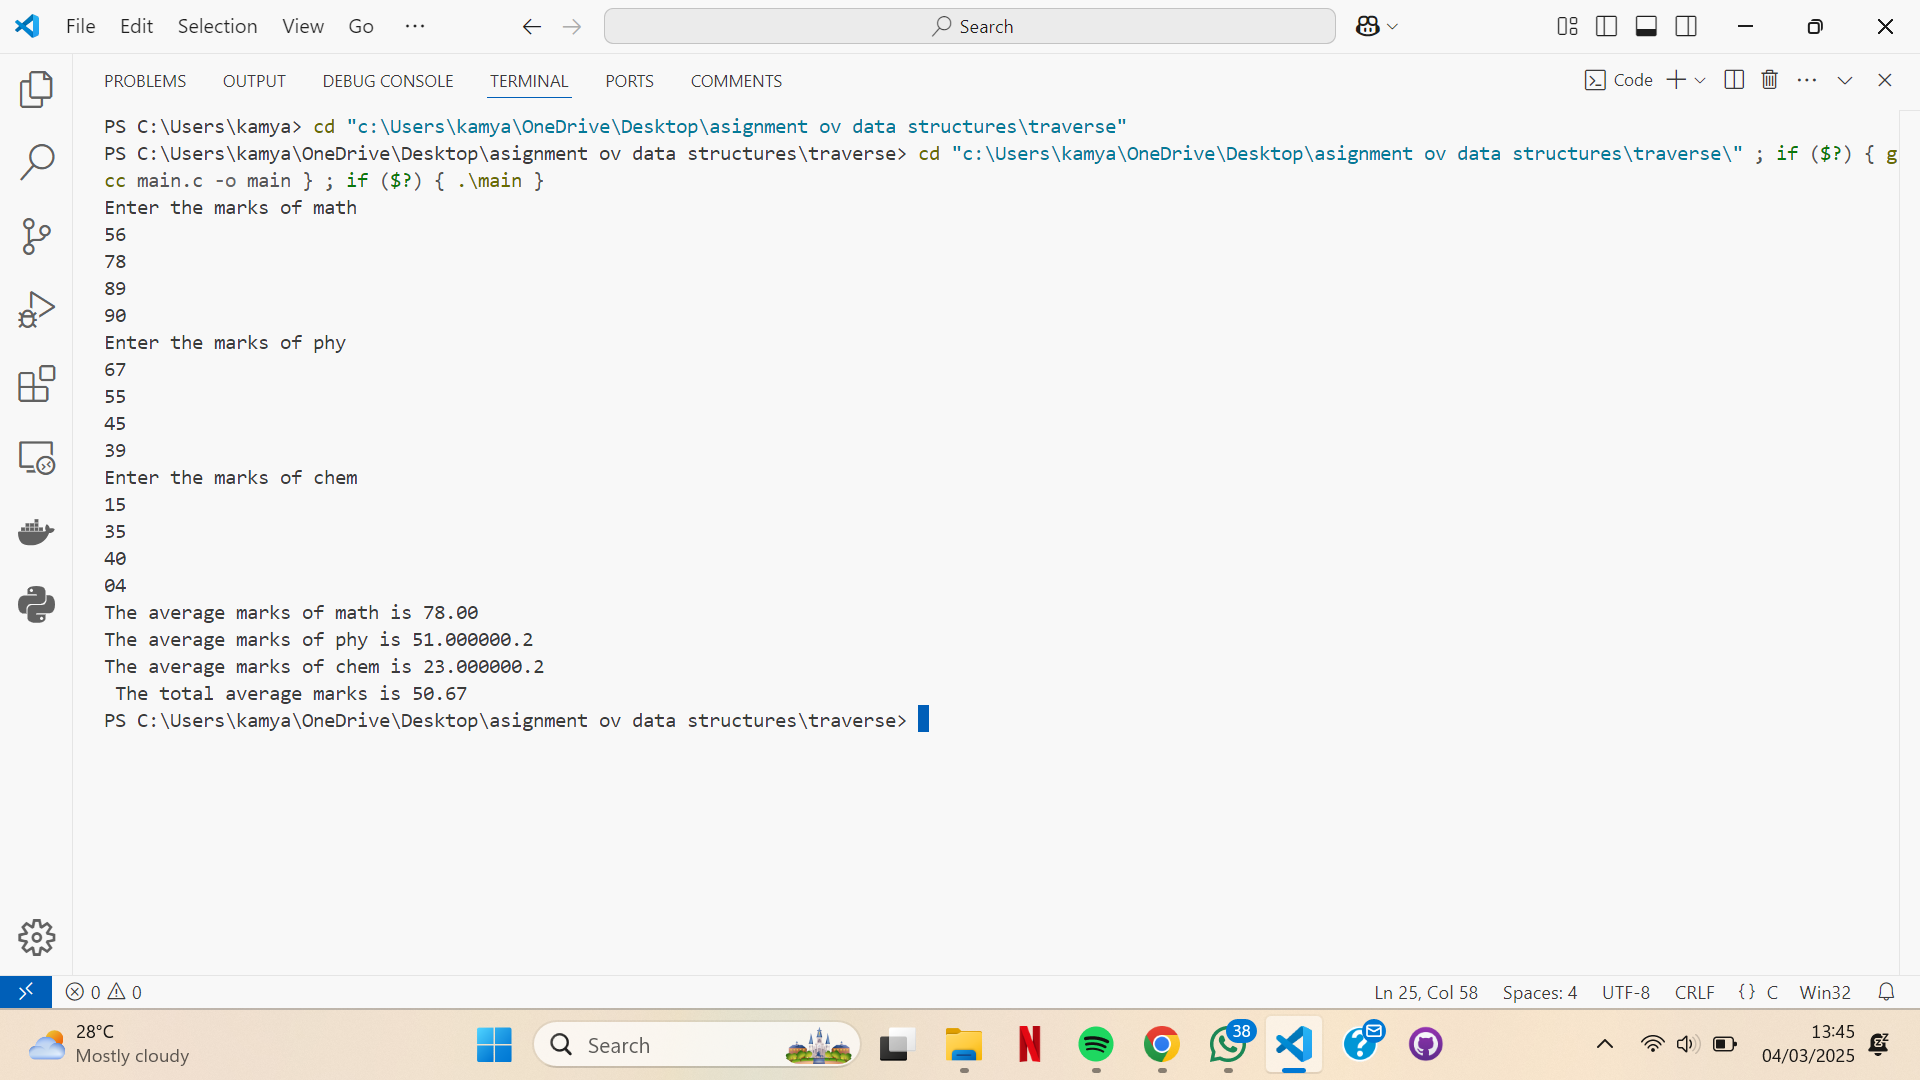 File Edit Selection View Go ··· Search
PROBLEMS OUTPUT DEBUG CONSOLE TERMINAL PORTS COMMENTS Code
PS C:\Users\kamya> cd "c:\Users\kamya\OneDrive\Desktop\asignment ov data structures\traverse"
PS C:\Users\kamya\OneDrive\Desktop\asignment ov data structures\traverse> cd "c:\Users\kamya\OneDrive\Desktop\asignment ov data structures\traverse\" ; if ($?) { g
cc main.c -o main } ; if ($?) { .\main }
Enter the marks of math
56
78
89
90
Enter the marks of phy
67
55
45
39
Enter the marks of chem
15
35
40
04
The average marks of math is 78.00
The average marks of phy is 51.000000.2
The average marks of chem is 23.000000.2
 The total average marks is 50.67
PS C:\Users\kamya\OneDrive\Desktop\asignment ov data structures\traverse>
0 0 Ln 25, Col 58 Spaces: 4 UTF-8 CRLF {} C Win32
28°C
Mostly cloudy
Search
38
13:45
04/03/2025